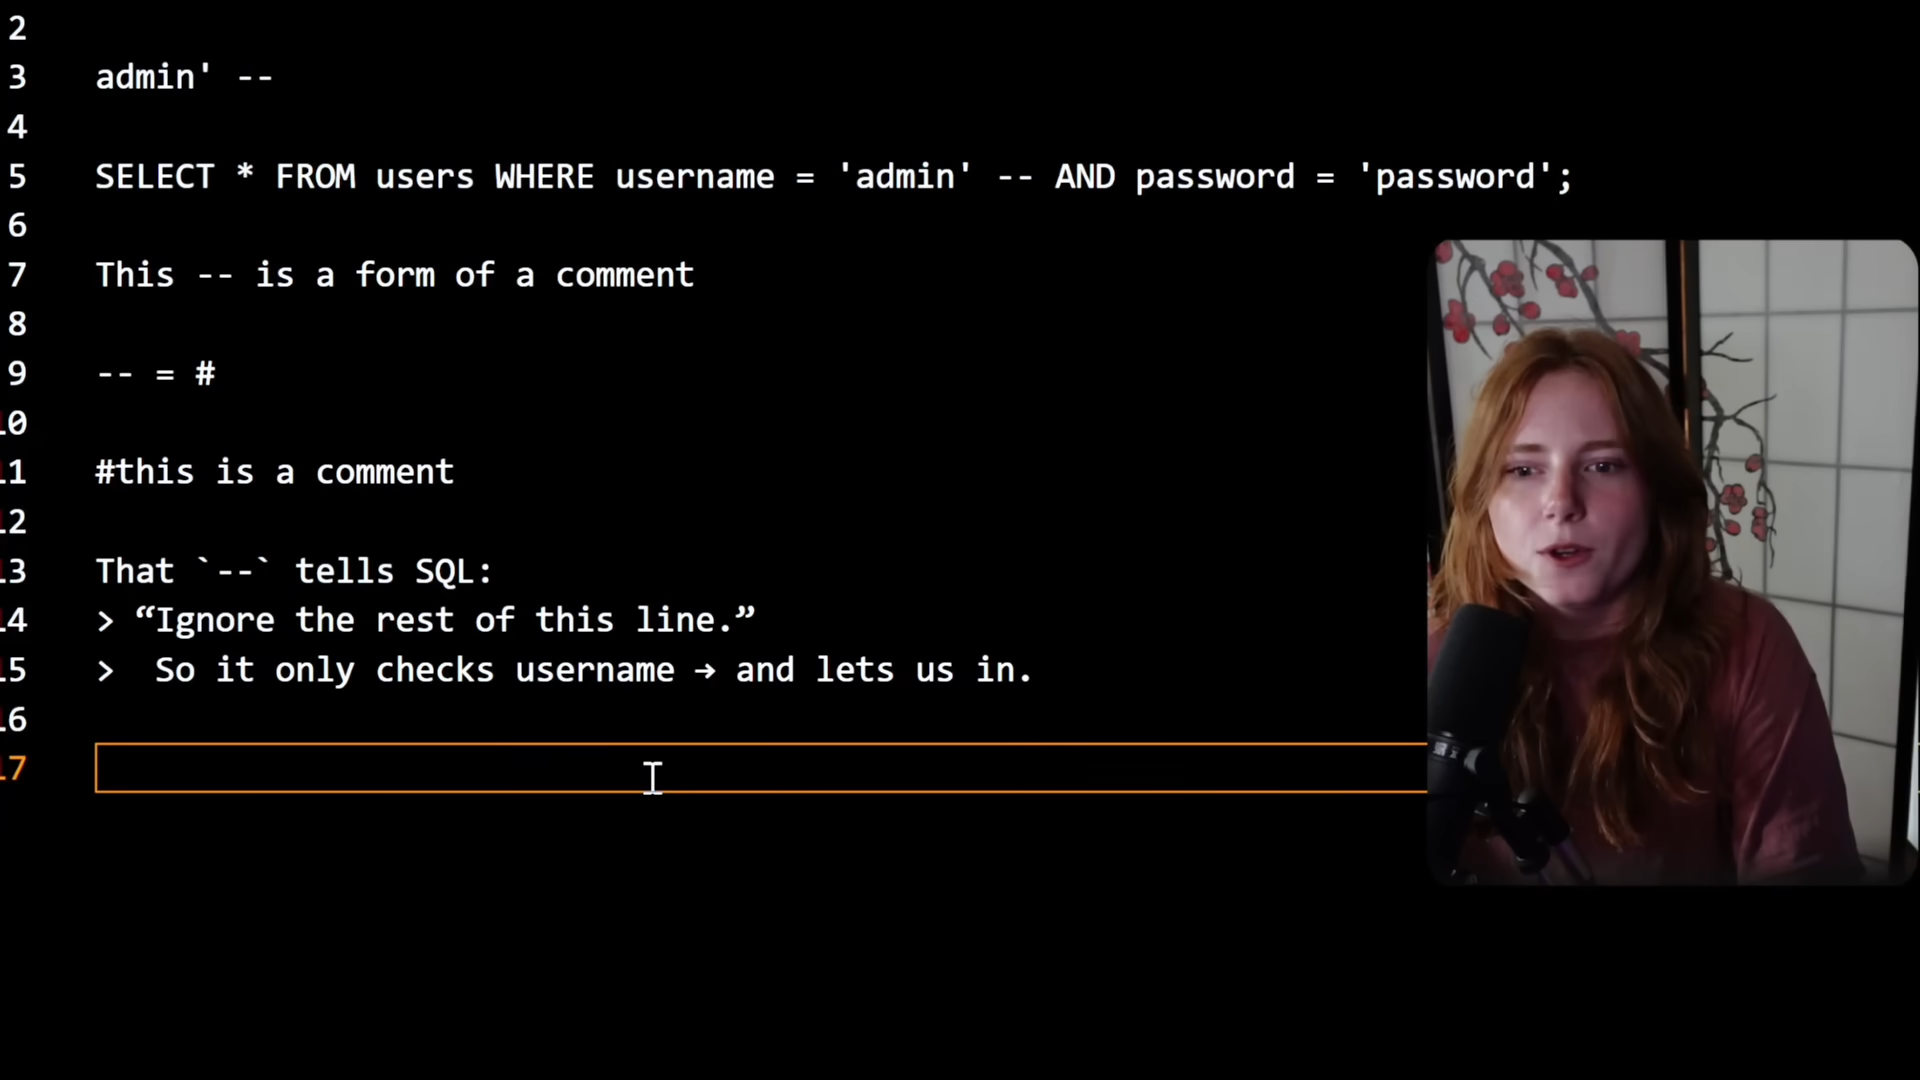 2
3 admin' --
4
5 SELECT * FROM users WHERE username = 'admin' -- AND password = 'password';
6
7 This -- is a form of a comment
8
9 -- = #
10
11 #this is a comment
12
13 That `--` tells SQL:
14 > “Ignore the rest of this line.”
15 >  So it only checks username → and lets us in.
16
17